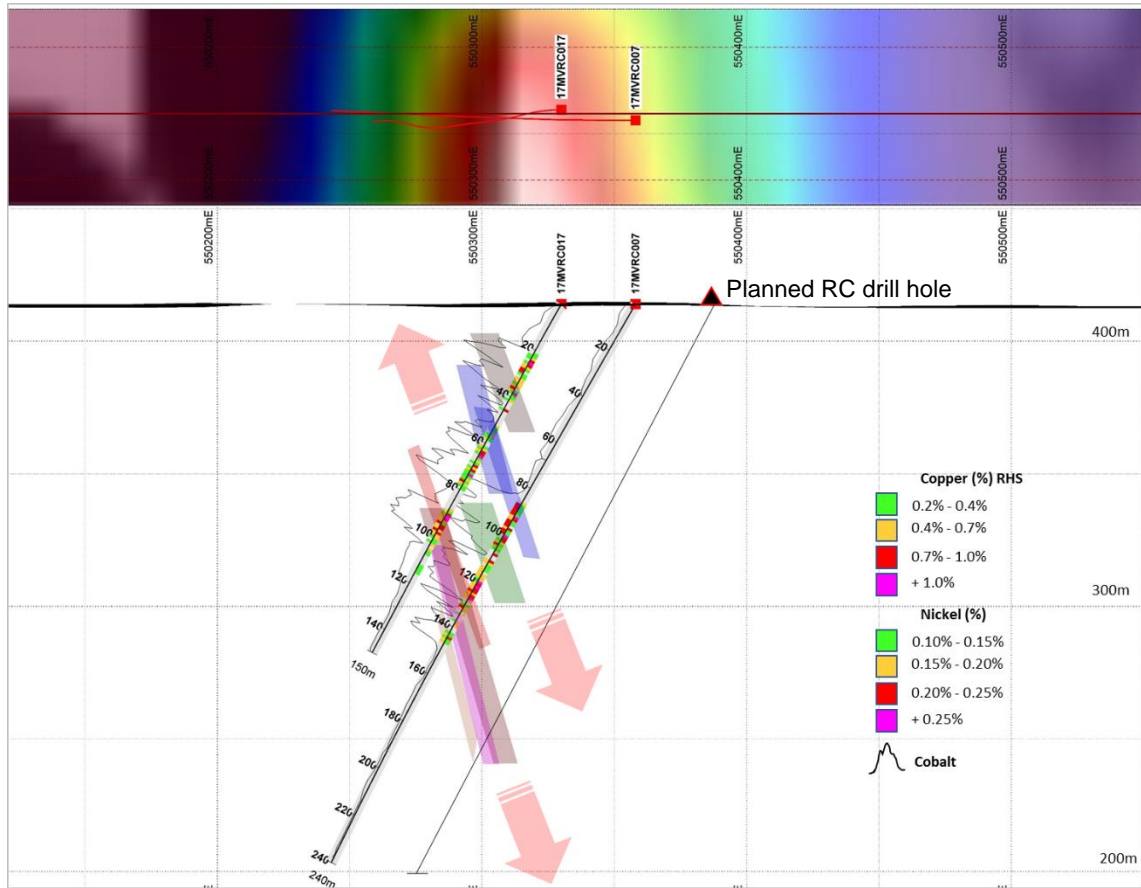 550200mE
550300mE
550400mE
550500mE
17MVRC017
17MVRC007
550200mE
550300mE
550400mE
550500mE
550200mE
550300mE
17MVRC017
17MVRC007
550400mE
550500mE
Planned RC drill hole
400m
300m
200m
20
40
60
80
100
120
140
150m
20
40
60
80
100
120
140
160
180
200
220
240
240m
Copper (%) RHS
0.2% - 0.4%
0.4% - 0.7%
0.7% - 1.0%
+ 1.0%
Nickel (%)
0.10% - 0.15%
0.15% - 0.20%
0.20% - 0.25%
+ 0.25%
Cobalt